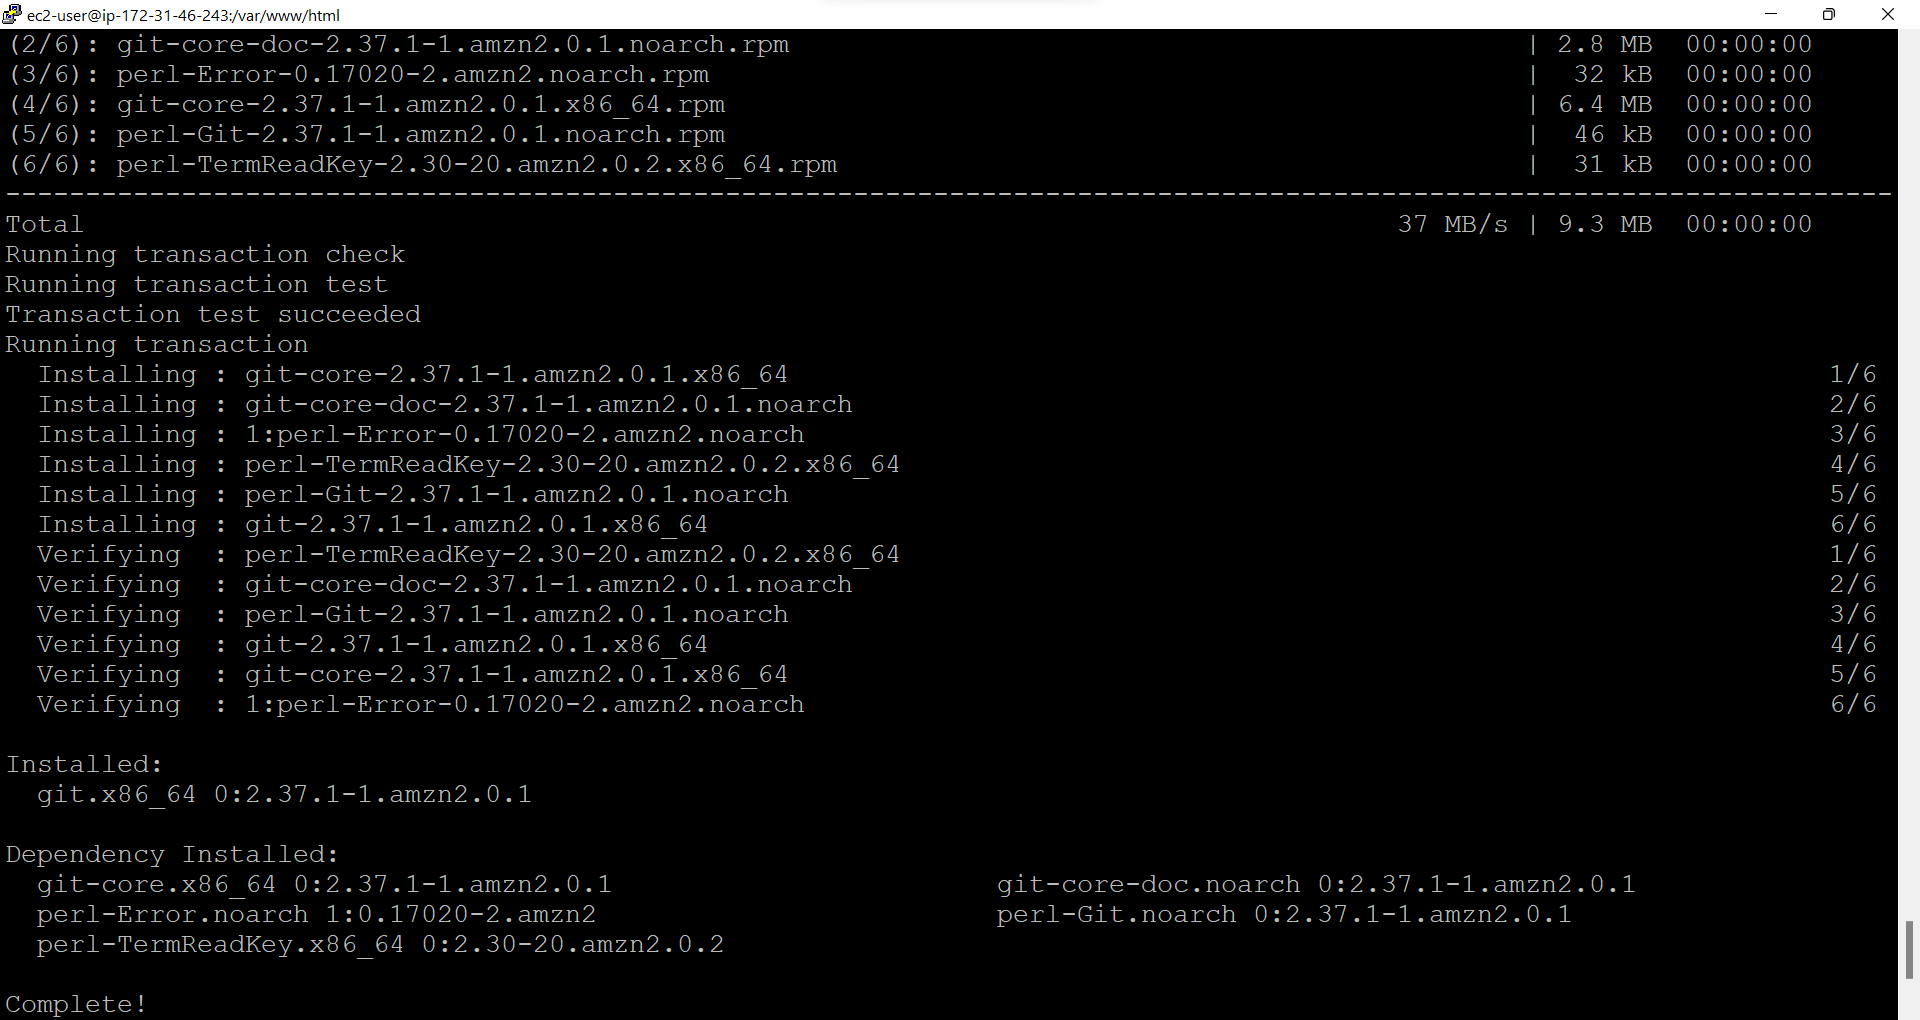 ec2-user@ip-172-31-46-243:/var/www/html
(2/6): git-core-doc-2.37.1-1.amzn2.0.1.noarch.rpm | 2.8 MB 00:00:00
(3/6): perl-Error-0.17020-2.amzn2.noarch.rpm | 32 kB 00:00:00
(4/6): git-core-2.37.1-1.amzn2.0.1.x86_64.rpm | 6.4 MB 00:00:00
(5/6): perl-Git-2.37.1-1.amzn2.0.1.noarch.rpm | 46 kB 00:00:00
(6/6): perl-TermReadKey-2.30-20.amzn2.0.2.x86_64.rpm | 31 kB 00:00:00
----------------------------------------------------------------------------------------------------------------------
Total 37 MB/s | 9.3 MB 00:00:00
Running transaction check
Running transaction test
Transaction test succeeded
Running transaction
Installing : git-core-2.37.1-1.amzn2.0.1.x86_64 1/6
Installing : git-core-doc-2.37.1-1.amzn2.0.1.noarch 2/6
Installing : 1:perl-Error-0.17020-2.amzn2.noarch 3/6
Installing : perl-TermReadKey-2.30-20.amzn2.0.2.x86_64 4/6
Installing : perl-Git-2.37.1-1.amzn2.0.1.noarch 5/6
Installing : git-2.37.1-1.amzn2.0.1.x86_64 6/6
Verifying : perl-TermReadKey-2.30-20.amzn2.0.2.x86_64 1/6
Verifying : git-core-doc-2.37.1-1.amzn2.0.1.noarch 2/6
Verifying : perl-Git-2.37.1-1.amzn2.0.1.noarch 3/6
Verifying : git-2.37.1-1.amzn2.0.1.x86_64 4/6
Verifying : git-core-2.37.1-1.amzn2.0.1.x86_64 5/6
Verifying : 1:perl-Error-0.17020-2.amzn2.noarch 6/6
Installed:
git.x86_64 0:2.37.1-1.amzn2.0.1
Dependency Installed:
git-core.x86_64 0:2.37.1-1.amzn2.0.1 git-core-doc.noarch 0:2.37.1-1.amzn2.0.1
perl-Error.noarch 1:0.17020-2.amzn2 perl-Git.noarch 0:2.37.1-1.amzn2.0.1
perl-TermReadKey.x86_64 0:2.30-20.amzn2.0.2
Complete!